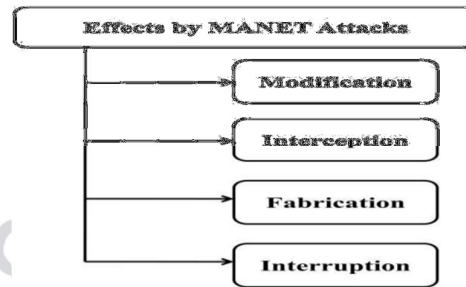 Effects by MANET Attacks
Modification
Interception
Fabrication
Interruption